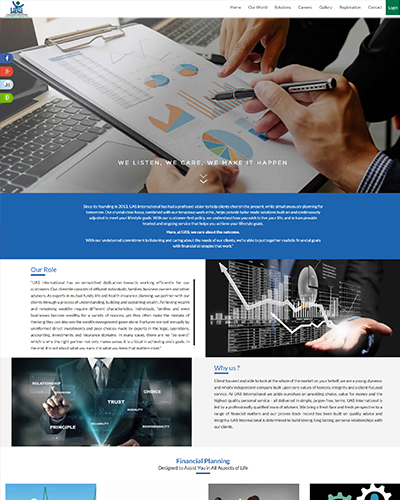 UAS
Home Our World Solutions Careers Gallery Registration Contact Login
WE LISTEN, WE CARE, WE MAKE IT HAPPEN
Since its founding in 2013, UAS International has had a profound vision to help clients cherish the present, while simultaneously planning for
tomorrow. Our crystal clear focus, combined with our tenacious work ethic, helps provide tailor made solutions built on and continuously
adjusted to meet your lifestyle goals. With our customer-first policy, we understand how you wish to live your life, and in turn provide
trusted and ongoing service that helps you achieve your lifestyle goals.
Here, at UAS, we care about the outcome.
With our undeterred commitment to listening and caring about the needs of our clients, we're able to put together realistic financial goals
with financial strategies that work.
Our Role
"UAS International has an unmatched dedication towards working efficiently for our
customers. Our clientele consists of different individuals, families, business owners and other
advisors. As experts in mutual funds, life and health insurance planning, we partner with our
clients through a process of understanding, building and sustaining wealth. Achieving wealth
and remaining wealthy require different characteristics. Individuals, families and even
businesses become wealthy for a variety of reasons, yet they often make the mistake of
thinking they can also see the wealth management game alone. Fortunes are lost annually by
uninformed direct investments and poor choices made by experts in the legal, operations,
accounting, investments and insurance domains. In many cases, there are no "do overs"
which is why the right partner not only makes sense, it is critical in achieving one's goals. In
the end, it is not about what you earn, it is what you keep that matters most."
RELATIONSHIP
PRINCIPLE
TRUST
CHOICE
MORALITY
RESPONSIBILITY
Why us ?
Client focused and able to look at the whole of the market on your behalf; we are a young, dynamic
and wholly independent company built upon core values of honesty, integrity and a client-focused
service. At UAS International we pride ourselves on providing choice, value for money and the
highest quality personal service - all delivered in simple, jargon-free, terms. UAS International is
led by a professionally qualified team of advisers. We bring a fresh face and fresh perspective to a
range of financial matters and our proven track record has been built on quality advice and
integrity. UAS International is determined to build strong, long lasting, personal relationships with
our clients.
Financial Planning
Designed to Assist You in All Aspects of Life